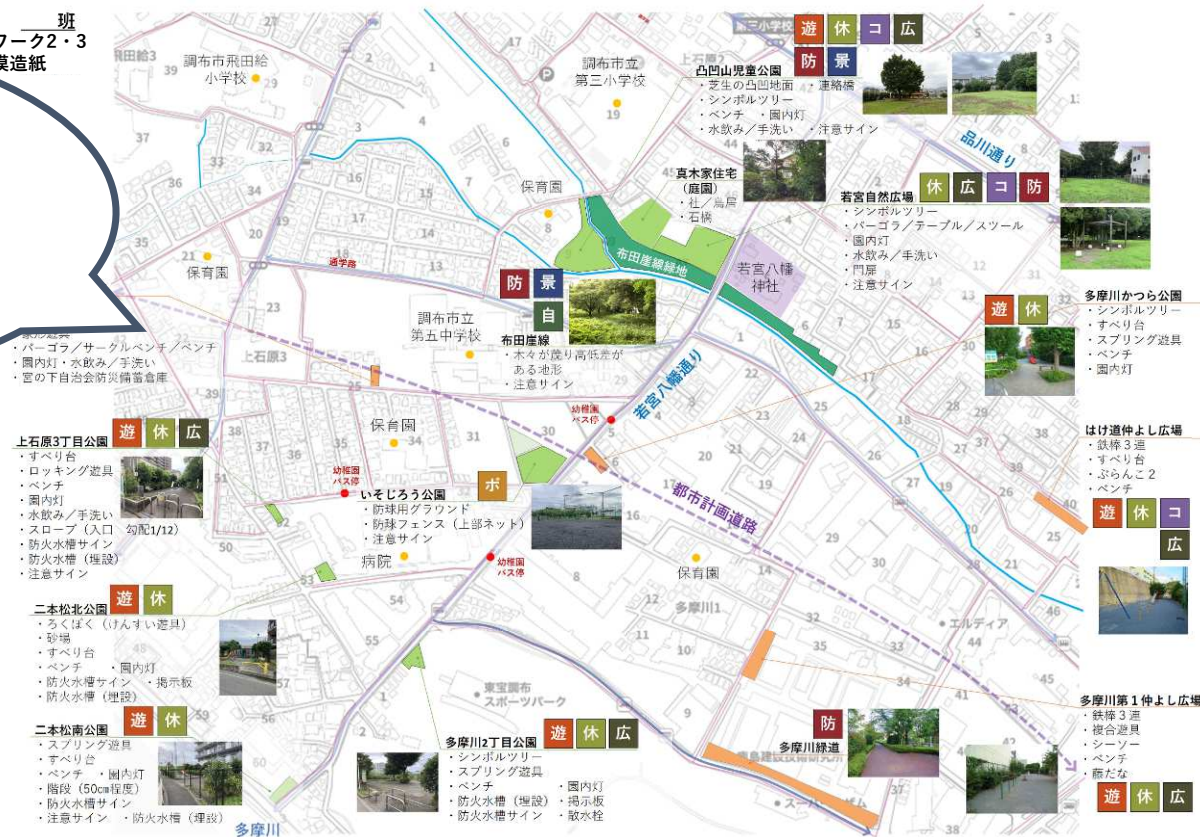 班
ワーク2・3
模造紙
飛田給3
39
37
調布市飛田給
小学校
調布市立
第三小学校
19
17
第三小学校
上石原2
遊 休 コ 広
防 景
凸凹山児童公園
・芝生の凸凹地面 ・連絡橋
・シンボルツリー
・ベンチ ・園内灯
・水飲み／手洗い ・注意サイン
品川通り
真木家住宅
(庭園)
・社／鳥居
・石橋
若宮自然広場
休 広 コ 防
・シンボルツリー
・パーゴラ／テーブル／スツール
・園内灯
・水飲み／手洗い
・門扉
・注意サイン
保育園
8
布田崖線緑地
若宮八幡
神社
保育園
21
通学路
防 景
自
布田崖線
・木々が茂り高低差が
ある地形
・注意サイン
調布市立
第五中学校
上石原3
若宮八幡通り
遊 休
多摩川かつら公園
・シンボルツリー
・すべり台
・スプリング遊具
・ベンチ
・園内灯
・パーゴラ／サークルベンチ／ベンチ
・園内灯・水飲み／手洗い
・宮の下自治会防災備蓄倉庫
上石原3丁目公園
遊 休 広
・すべり台
・ロッキング遊具
・ベンチ
・園内灯
・水飲み／手洗い
・スロープ（入口 勾配1/12）
・防火水槽サイン
・防火水槽（埋設）
・注意サイン
保育園
34
幼稚園
バス停
幼稚園
バス停
いそじろう公園
ボ
・防球用グラウンド
・防球フェンス（上部ネット）
・注意サイン
都市計画道路
はけ道仲よし広場
・鉄棒３連
・すべり台
・ぶらんこ２
・ベンチ
遊 休 コ
広
病院
幼稚園
バス停
保育園
多摩川1
エルディア
二本松北公園
遊 休
・ろくぼく（けんすい遊具）
・砂場
・すべり台
・ベンチ ・園内灯
・防火水槽サイン ・掲示板
・防火水槽（埋設）
二本松南公園
遊 休
・スプリング遊具
・すべり台
・ベンチ ・園内灯
・階段（50㎝程度）
・防火水槽サイン
・注意サイン ・防火水槽（埋設）
多摩川
東宝調布
スポーツパーク
多摩川2丁目公園
遊 休 広
・シンボルツリー
・スプリング遊具
・ベンチ ・園内灯
・防火水槽（埋設） ・掲示板
・防火水槽サイン ・散水栓
防
多摩川緑道
多摩川第１仲よし広場
・鉄棒３連
・複合遊具
・シーソー
・ベンチ
・藤だな
遊 休 広